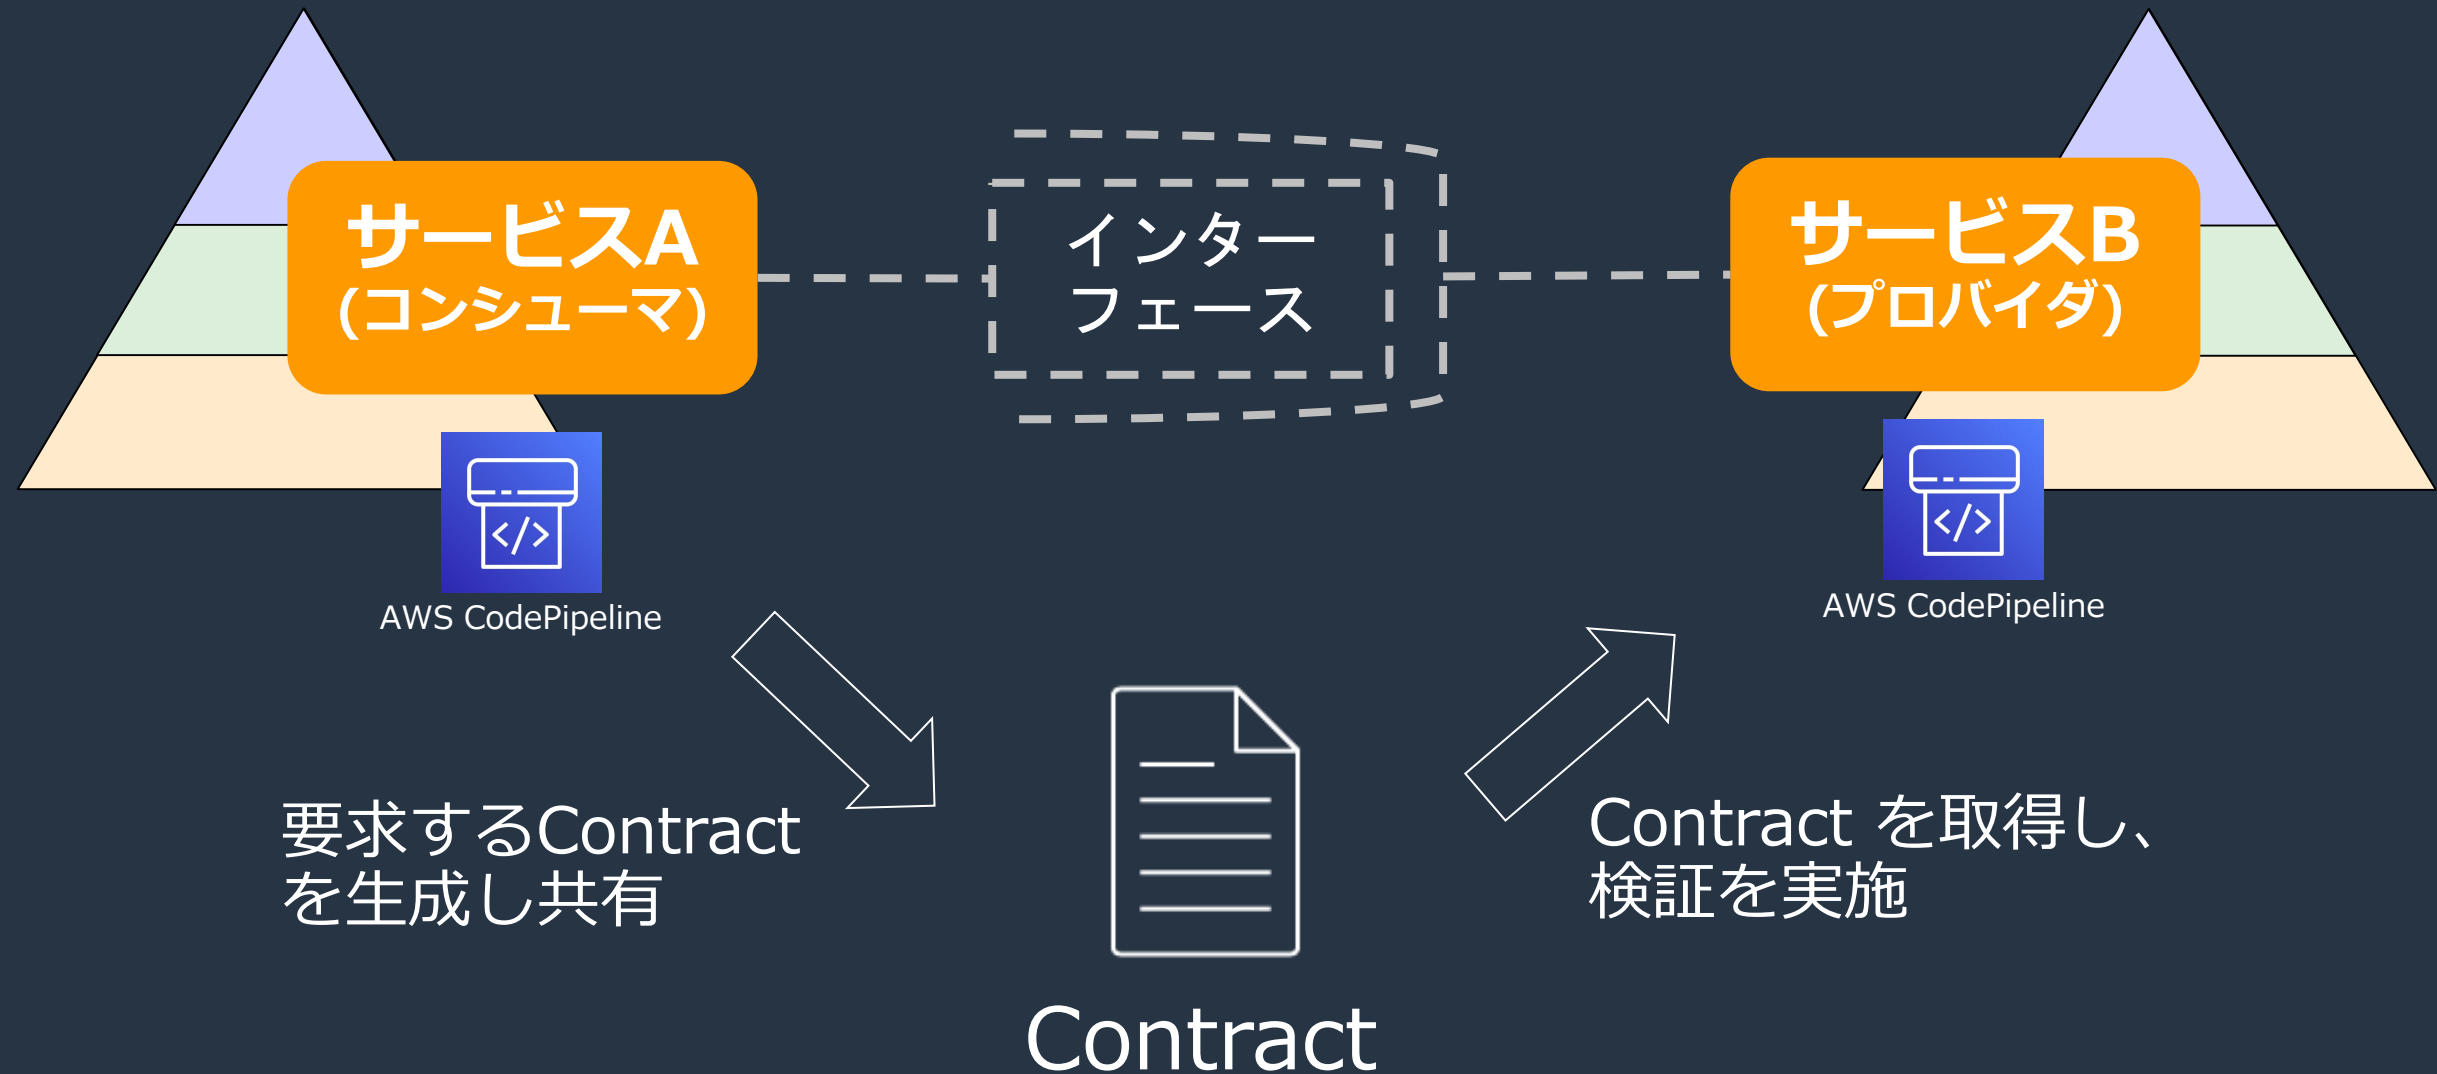 サービスA
(コンシューマ)
インター
フェース
サービスB
(プロバイダ)
AWS CodePipeline
AWS CodePipeline
要求するContract
を生成し共有
Contract を取得し、
検証を実施
Contract